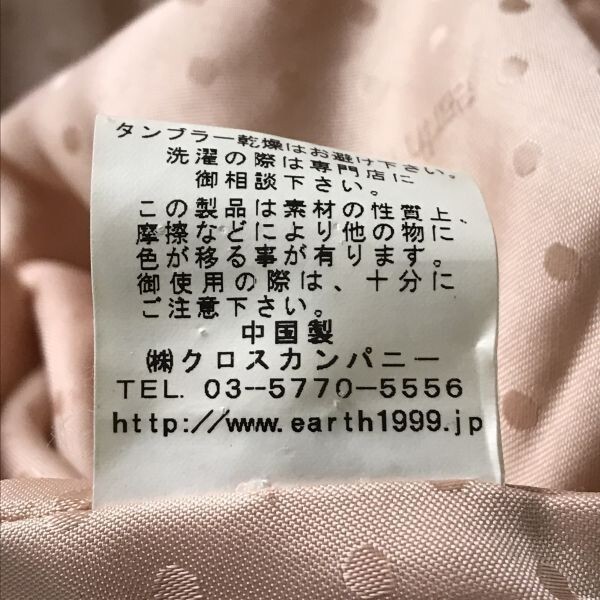 タンブラー乾燥はお避け下さい。
洗濯の際は専門店に
御相談下さい。
この製品は素材の性質上、
摩擦などにより他の物に
色が移る事が有ります。
御使用の際は、十分に
ご注意下さい。
中国製
㈱クロスカンパニー
TEL. 03-5770-5556
http://www.earth1999.jp